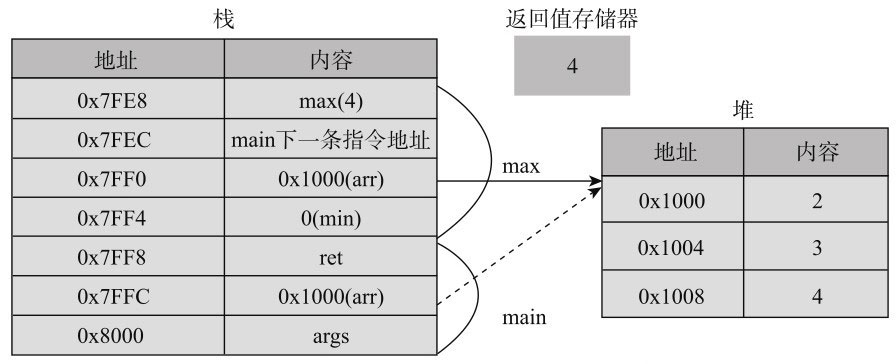 栈
地址 内容
0x7FE8 max(4)
0x7FEC main下一条指令地址
0x7FF0 0x1000(arr)
0x7FF4 0(min)
0x7FF8 ret
0x7FFC 0x1000(arr)
0x8000 args
max
main
返回值存储器
4
堆
地址 内容
0x1000 2
0x1004 3
0x1008 4